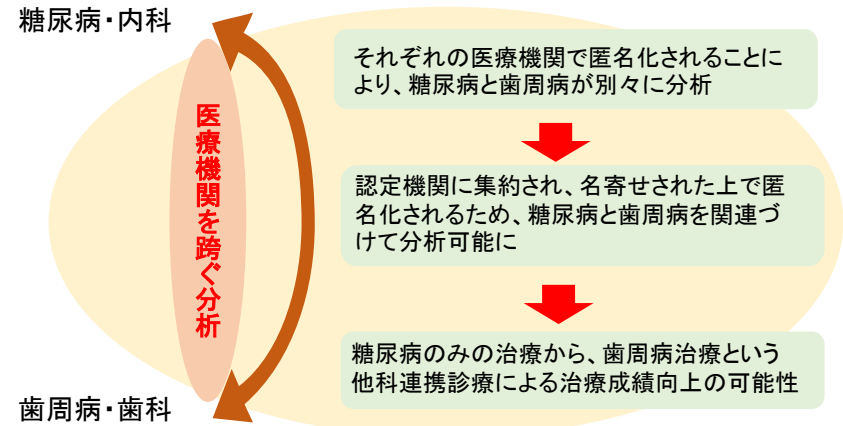 糖尿病・内科
医療機関を跨ぐ分析
それぞれの医療機関で匿名化されることに
より、糖尿病と歯周病が別々に分析
認定機関に集約され、名寄せされた上で匿
名化されるため、糖尿病と歯周病を関連づ
けて分析可能に
糖尿病のみの治療から、歯周病治療という
他科連携診療による治療成績向上の可能性
歯周病・歯科